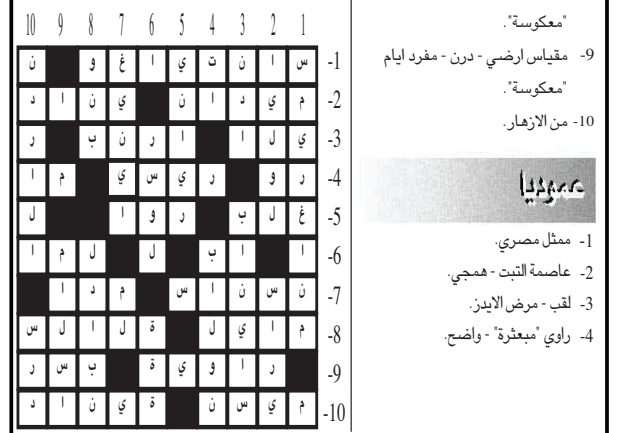 "معكوسة".
9- مقياس ارضي - درن - مفرد ايام
"معكوسة".
10- من الازهار.
عموديا
1- ممثل مصري.
2- عاصمة التبت - همجي.
3- لقب - مرض الايدز.
4- راوي "مبعثرة" - واضح.
1 2 3 4 5 6 7 8 9 10
1- س ا ن ت ي ا غ و ن
2- م ي د ا ن ي ن ا د
3- ي ل ا ا ر ن ب ر
4- ر و ر ي س ي م ا
5- غ ل ب ر و ا ل
6- ا ا ب ل ل م ا
7- ن س ن ا س م د ا
8- م ا ي ل ة ل ا ل س
9- ر ا و ي ة ب س ر
10- م ي س ن ة ي ن ا د